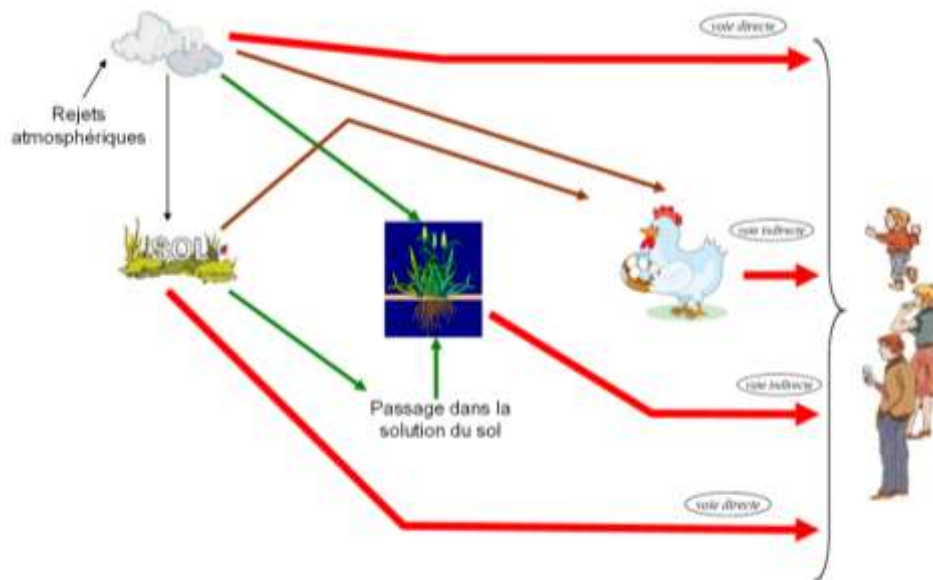 voie directe
Rejets
atmosphériques
SOL
voie indirecte
voie indirecte
Passage dans la
solution du sol
voie directe